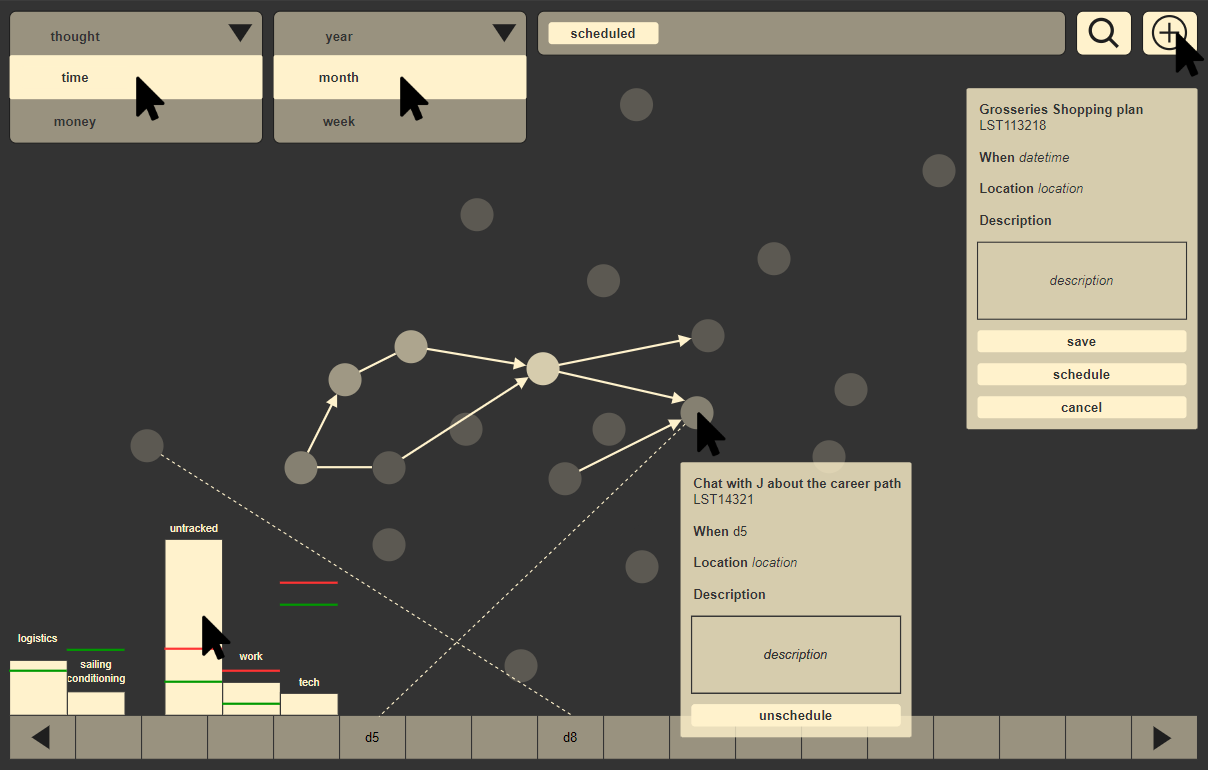 thought
time
money
year
month
week
scheduled
Grosseries Shopping plan
LST113218
When datetime
Location location
Description
description
save
schedule
cancel
Chat with J about the career path
LST14321
When d5
Location location
Description
description
unschedule
untracked
logistics
sailing
conditioning
work
tech
d5
d8